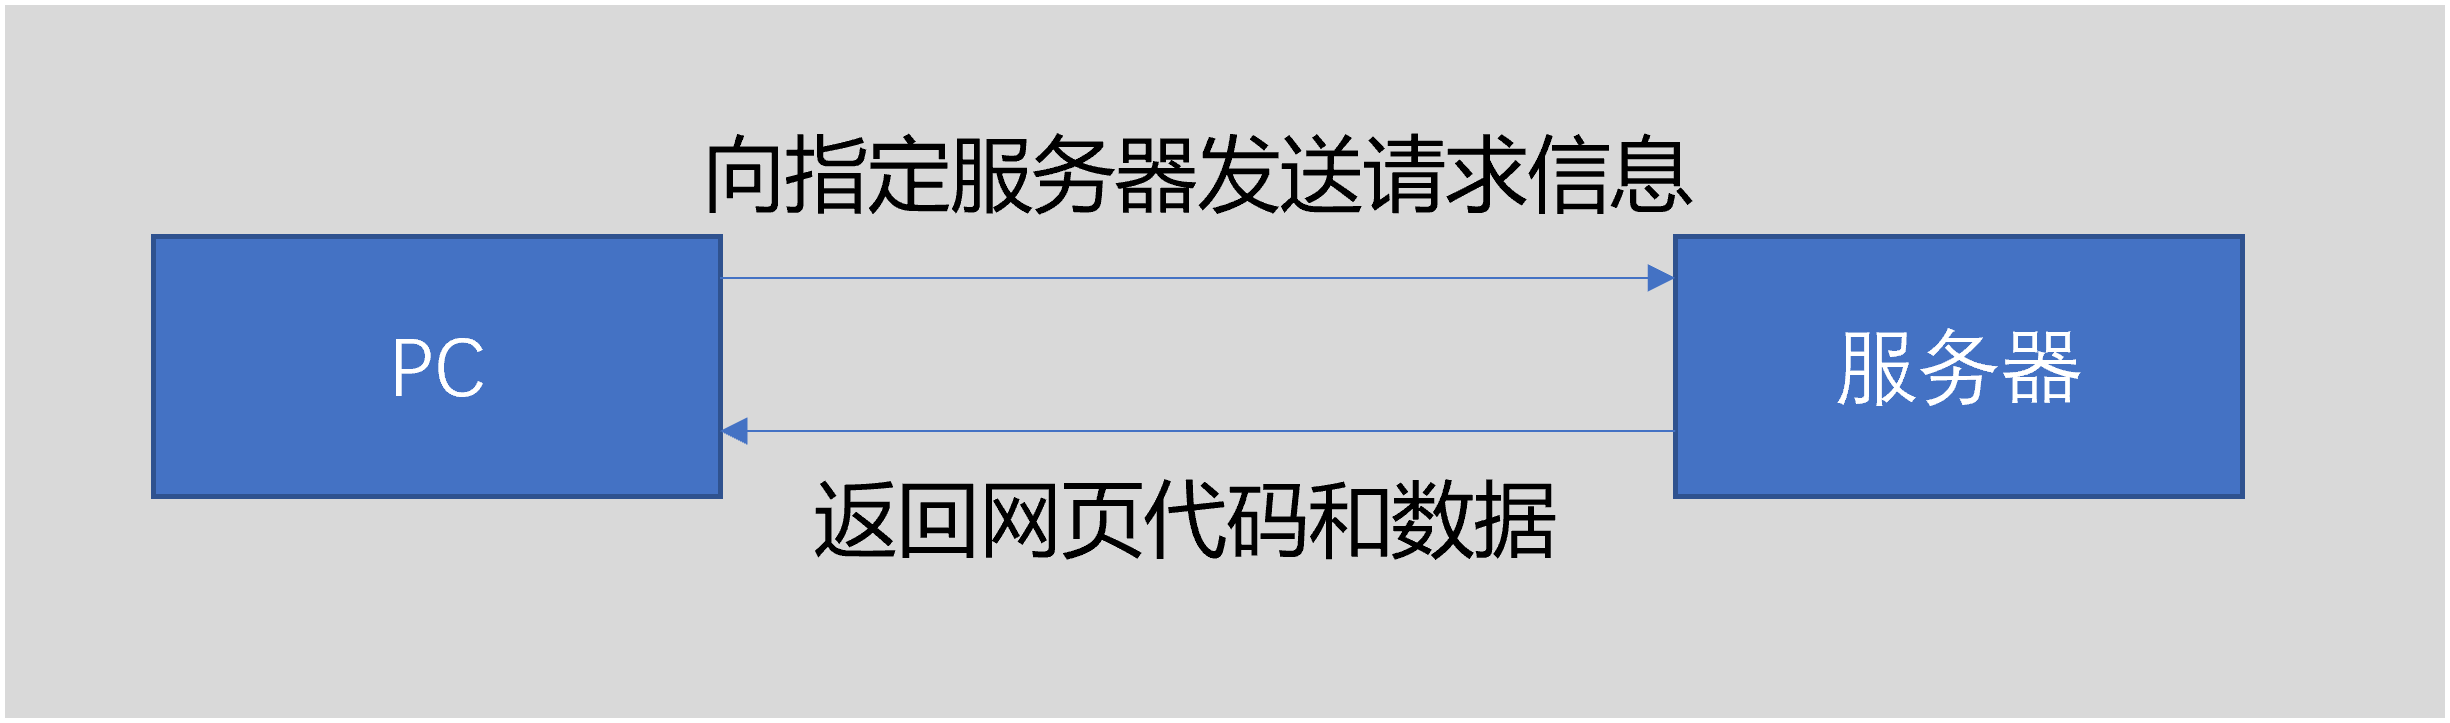 向指定服务器发送请求信息
PC
服务器
返回网页代码和数据